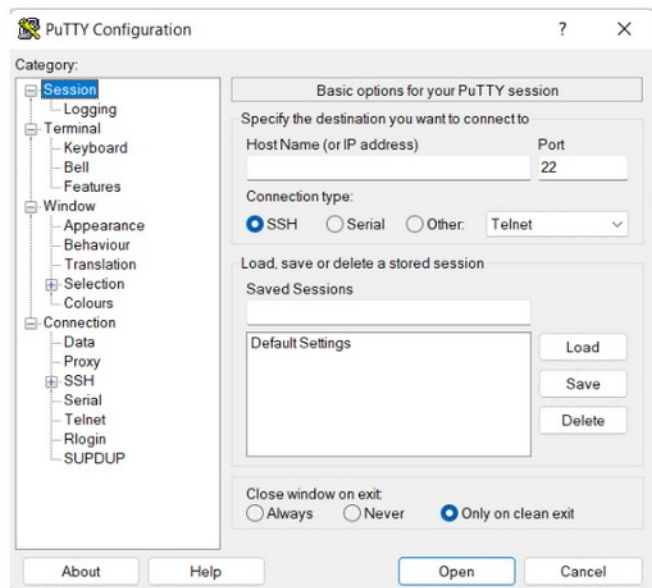 PuTTY Configuration
?
Category:
Session
Logging
Terminal
Keyboard
Bell
Features
Window
Appearance
Behaviour
Translation
Selection
Colours
Connection
Data
Proxy
SSH
Serial
Telnet
Rlogin
SUPDUP
Basic options for your PuTTY session
Specify the destination you want to connect to
Host Name (or IP address) Port
22
Connection type:
SSH Serial Other: Telnet
Load, save or delete a stored session
Saved Sessions
Default Settings
Load
Save
Delete
Close window on exit:
Always Never Only on clean exit
About Help Open Cancel